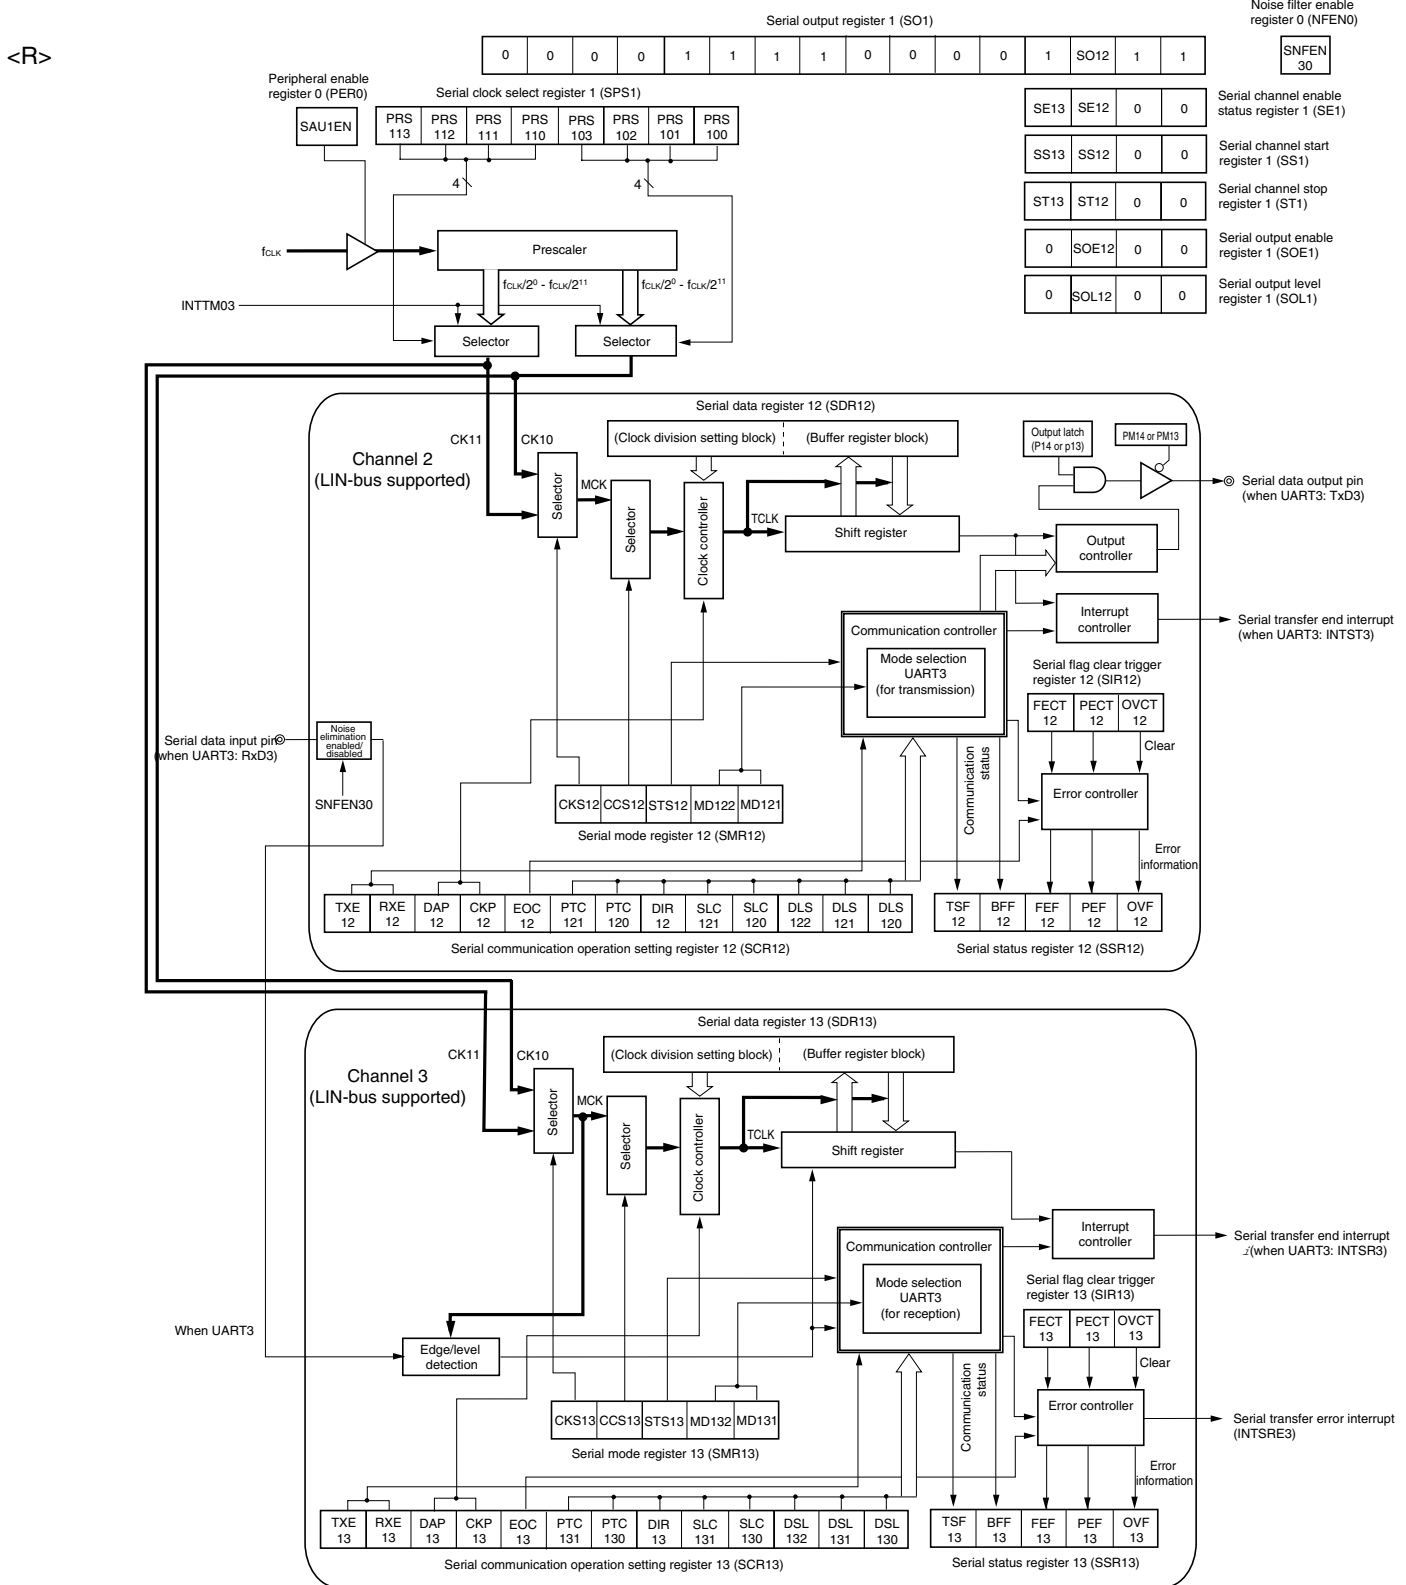 Serial output register 1 (SO1)
Noise filter enable
register 0 (NFEN0)
<R>
0 0 0 0 1 1 1 1 0 0 0 0 1 SO12 1 1
SNFEN
30
Peripheral enable
register 0 (PER0)
SAU1EN
Serial clock select register 1 (SPS1)
PRS PRS PRS PRS PRS PRS PRS PRS
113 112 111 110 103 102 101 100
SE13 SE12 0 0
Serial channel enable
status register 1 (SE1)
SS13 SS12 0 0
Serial channel start
register 1 (SS1)
4
4
ST13 ST12 0 0
Serial channel stop
register 1 (ST1)
0 SOE12 0 0
Serial output enable
register 1 (SOE1)
0 SOL12 0 0
Serial output level
register 1 (SOL1)
fCLK
Prescaler
fCLK/2⁰ - fCLK/2¹¹
fCLK/2⁰ - fCLK/2¹¹
INTTM03
Selector
Selector
Serial data register 12 (SDR12)
(Clock division setting block)
(Buffer register block)
CK11
CK10
Channel 2
(LIN-bus supported)
Selector
MCK
Selector
Clock controller
TCLK
Shift register
Output latch
(P14 or p13)
PM14 or PM13
Serial data output pin
(when UART3: TxD3)
Output
controller
Interrupt
controller
Serial transfer end interrupt
(when UART3: INTST3)
Communication controller
Mode selection
UART3
(for transmission)
Serial flag clear trigger
register 12 (SIR12)
FECT PECT OVCT
12 12 12
Clear
Communication
status
Error controller
Error
information
Serial data input pin
(when UART3: RxD3)
Noise
elimination
enabled/
disabled
SNFEN30
CKS12 CCS12 STS12 MD122 MD121
Serial mode register 12 (SMR12)
TXE RXE DAP CKP EOC PTC PTC DIR SLC SLC DLS DLS DLS
12 12 12 12 12 121 120 12 121 120 122 121 120
Serial communication operation setting register 12 (SCR12)
TSF BFF FEF PEF OVF
12 12 12 12 12
Serial status register 12 (SSR12)
Serial data register 13 (SDR13)
(Clock division setting block)
(Buffer register block)
CK11
CK10
Channel 3
(LIN-bus supported)
Selector
MCK
Selector
Clock controller
TCLK
Shift register
Interrupt
controller
Serial transfer end interrupt
(when UART3: INTSR3)
Communication controller
Mode selection
UART3
(for reception)
Serial flag clear trigger
register 13 (SIR13)
FECT PECT OVCT
13 13 13
Clear
Communication
status
Error controller
Serial transfer error interrupt
(INTSRE3)
Error
information
When UART3
Edge/level
detection
CKS13 CCS13 STS13 MD132 MD131
Serial mode register 13 (SMR13)
TXE RXE DAP CKP EOC PTC PTC DIR SLC SLC DSL DSL DSL
13 13 13 13 13 131 130 13 131 130 132 131 130
Serial communication operation setting register 13 (SCR13)
TSF BFF FEF PEF OVF
13 13 13 13 13
Serial status register 13 (SSR13)